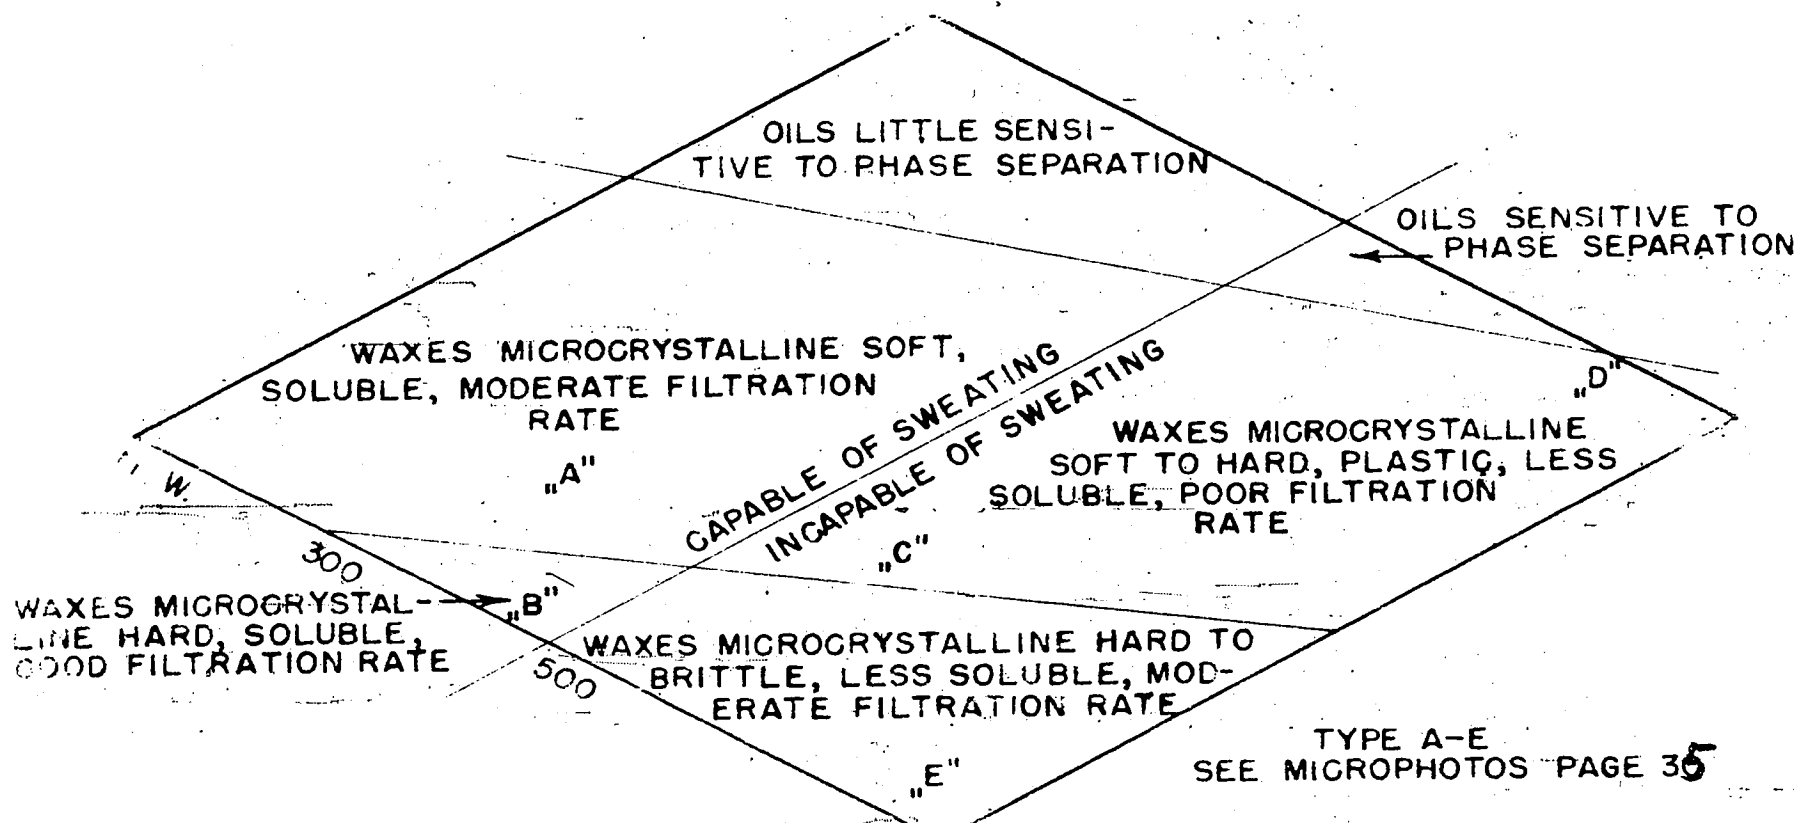 OILS LITTLE SENSI-
TIVE TO PHASE SEPARATION
OILS SENSITIVE TO
PHASE SEPARATION
WAXES MICROCRYSTALLINE SOFT,
SOLUBLE, MODERATE FILTRATION
RATE
„A"
CAPABLE OF SWEATING
INCAPABLE OF SWEATING
„D"
WAXES MICROCRYSTALLINE
SOFT TO HARD, PLASTIC, LESS
SOLUBLE, POOR FILTRATION
RATE
„C"
W.
300
WAXES MICROCRYSTAL-
LINE HARD, SOLUBLE,
GOOD FILTRATION RATE
„B"
500
WAXES MICROCRYSTALLINE HARD TO
BRITTLE, LESS SOLUBLE, MOD-
ERATE FILTRATION RATE
„E"
TYPE A-E
SEE MICROPHOTOS PAGE 35